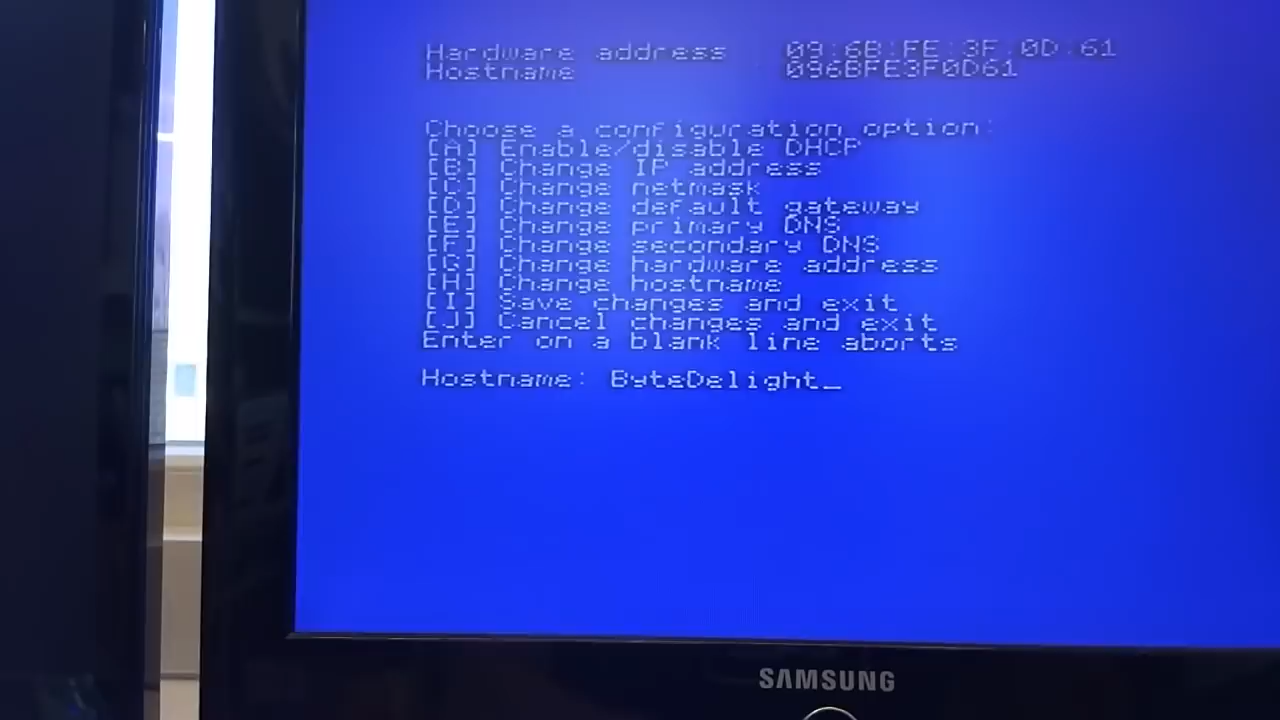 Hardware address 09:6B:FE:3F:0D:61
Hostname 096BFE3F0D61
Choose a configuration option:
[A] Enable/disable DHCP
[B] Change IP address
[C] Change netmask
[D] Change default gateway
[E] Change primary DNS
[F] Change secondary DNS
[G] Change hardware address
[H] Change hostname
[I] Save changes and exit
[J] Cancel changes and exit
Enter on a blank line aborts
Hostname: ByteDelight_
SAMSUNG